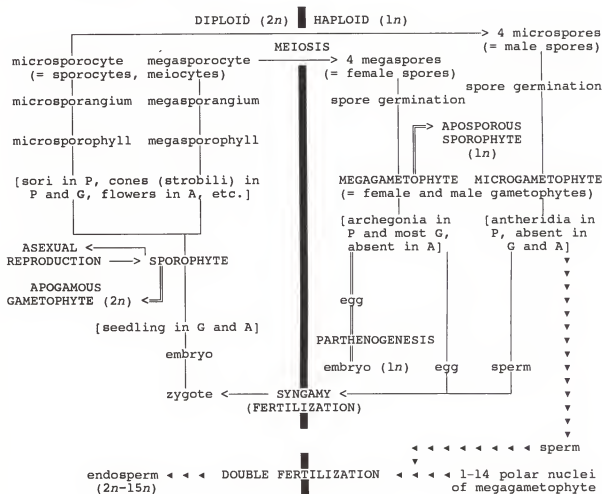 DIPLOID (2n) HAPLOID (1n)
4 microspores
(= male spores)
MEIOSIS
microsporocyte megasporocyte
(= sporocytes, meiocytes)
4 megaspores
(= female spores)
spore germination
spore germination
microsporangium megasporangium
microsporophyll megasporophyll
APOSPOROUS
SPOROPHYTE
(1n)
[sori in P, cones (strobili) in
P and G, flowers in A, etc.]
MEGAGAMETOPHYTE MICROGAMETOPHYTE
(= female and male gametophytes)
[archegonia in
P and most G,
absent in A]
[antheridia in
P, absent in
G and A]
ASEXUAL
REPRODUCTION
SPOROPHYTE
APOGAMOUS
GAMETOPHYTE (2n)
egg
[seedling in G and A]
PARTHENOGENESIS
embryo
embryo (1n) egg sperm
zygote SYNGAMY
(FERTILIZATION)
sperm
endosperm
(2n-15n)
DOUBLE FERTILIZATION
1-14 polar nuclei
of megagametophyte